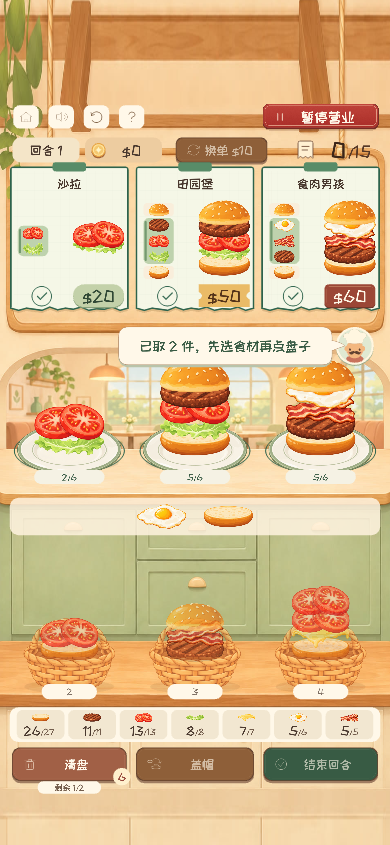 暂停营业
回合 1
$0
换单 $10
0/15
沙拉
田园堡
食肉男孩
$20
$50
$60
已取 2 件，先选食材再点盘子
2/6
5/6
5/6
2
3
4
26/27
11/11
13/13
8/8
7/7
5/6
5/5
清盘
6
盖帽
结束回合
剩余 1/2